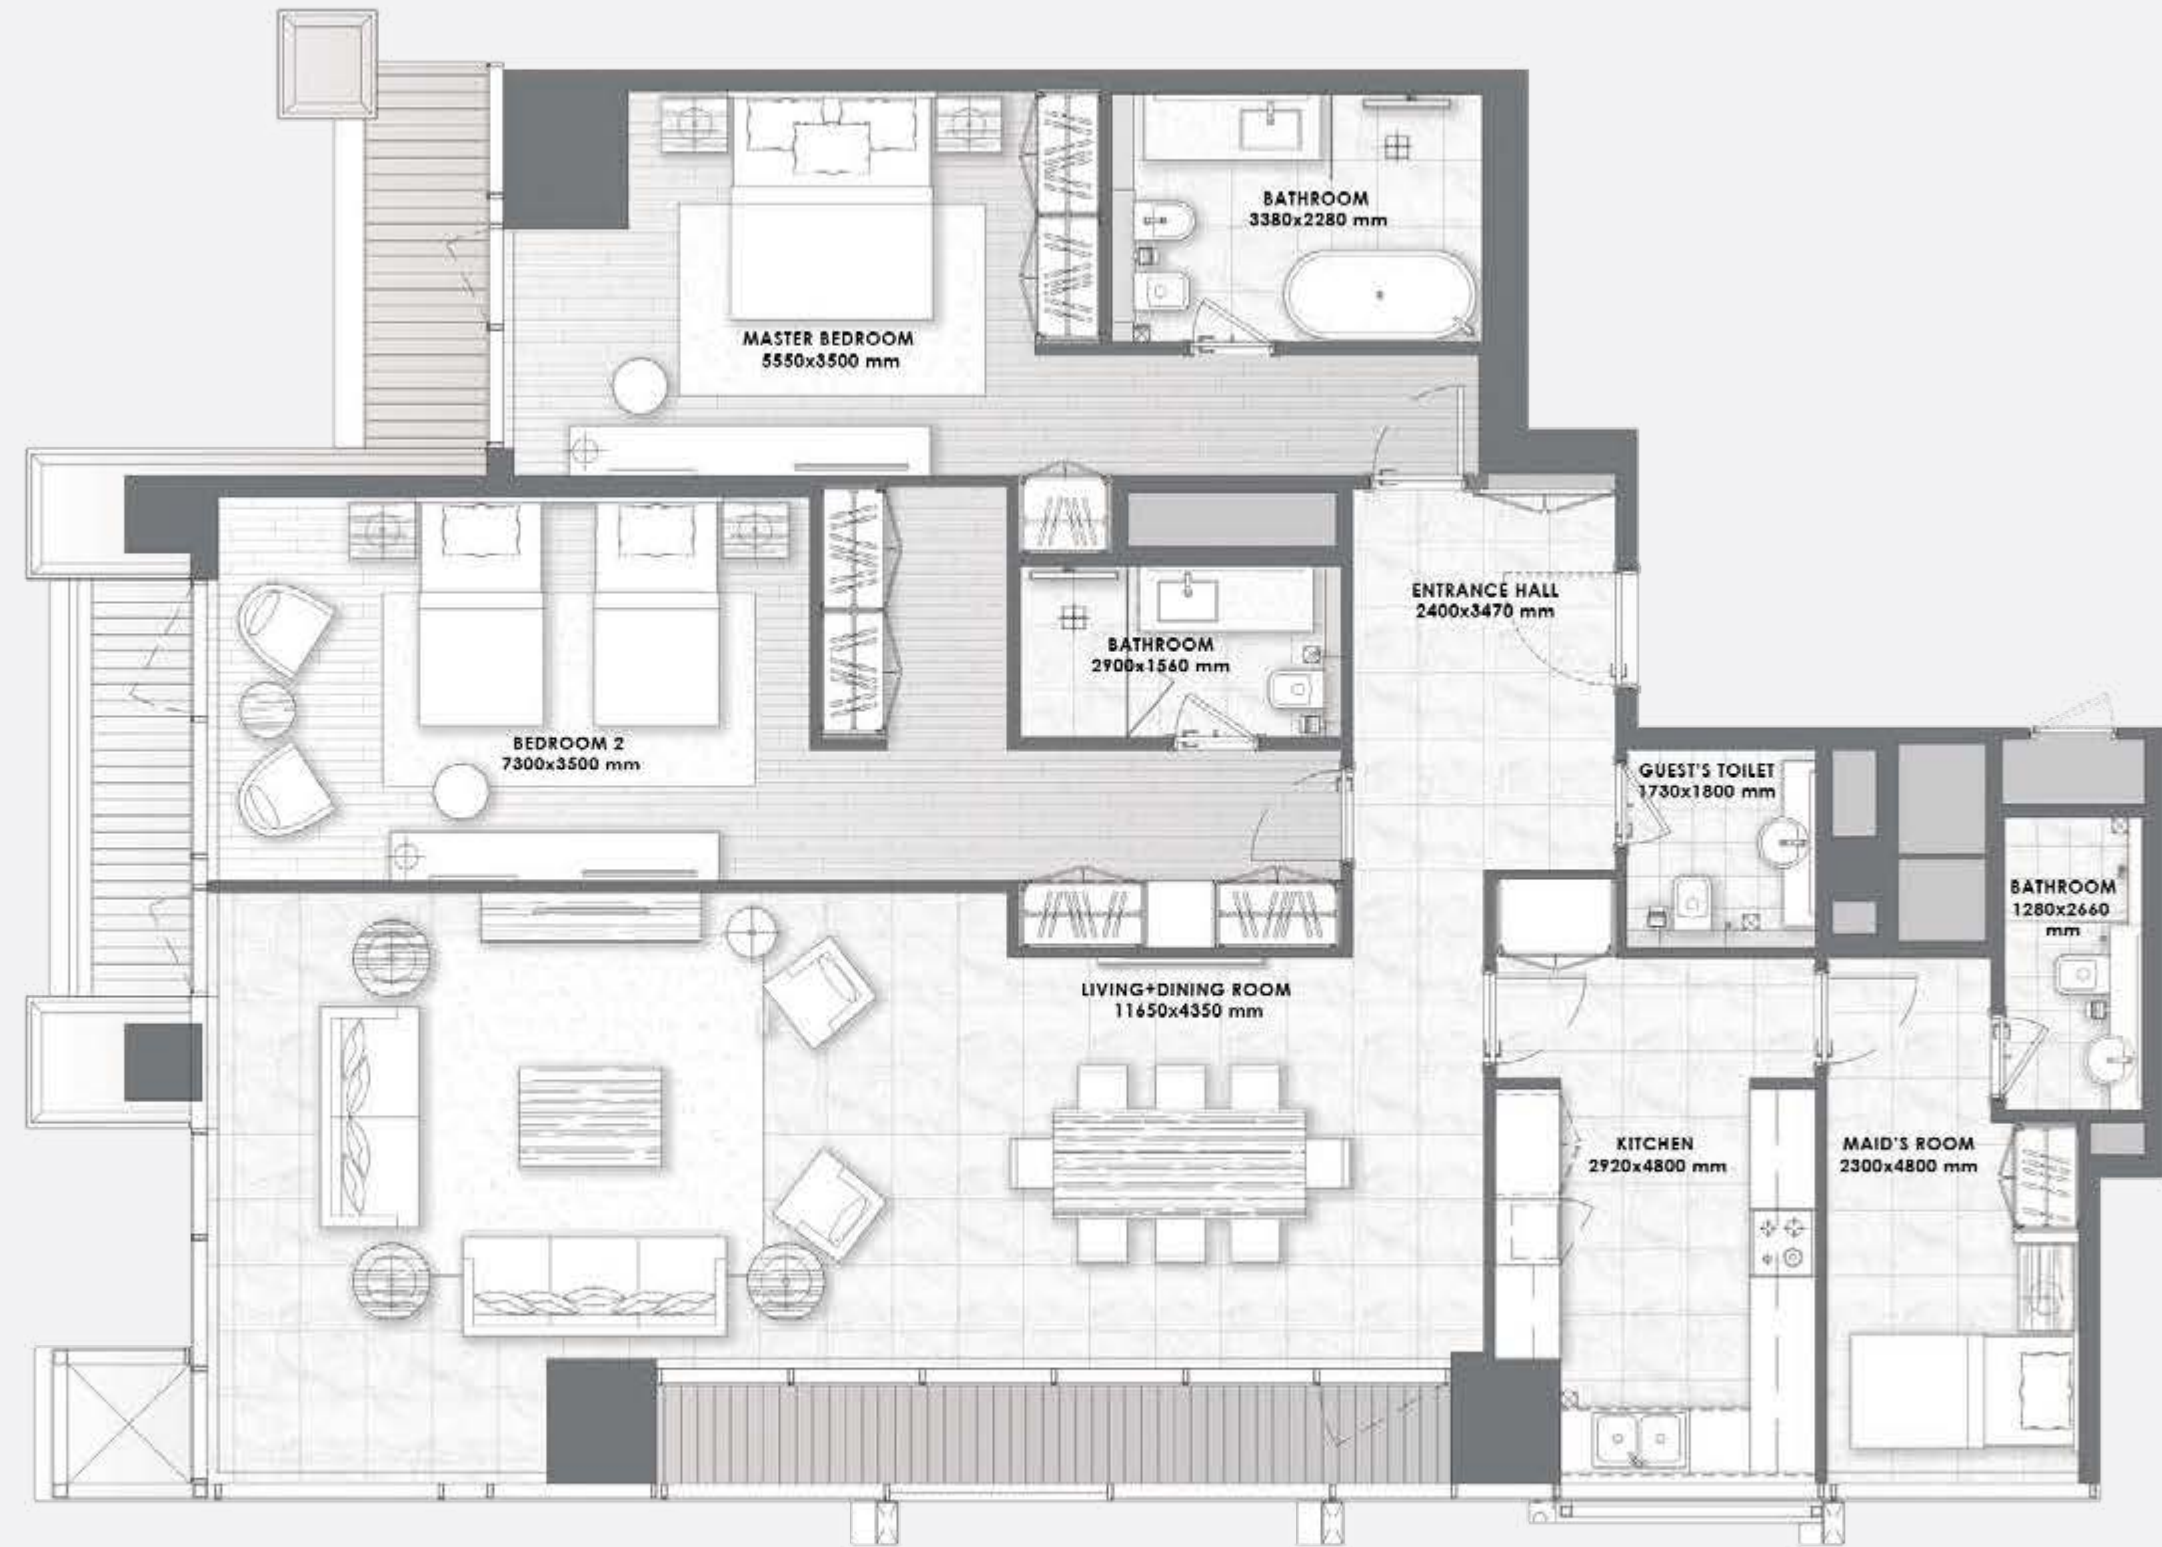 BATHROOM
3380x2280 mm
MASTER BEDROOM
5550x3500 mm
ENTRANCE HALL
2400x3470 mm
BATHROOM
2900x1560 mm
BEDROOM 2
7300x3500 mm
GUEST'S TOILET
1730x1800 mm
BATHROOM
1280x2660
mm
LIVING+DINING ROOM
11650x4350 mm
KITCHEN
2920x4800 mm
MAID'S ROOM
2300x4800 mm